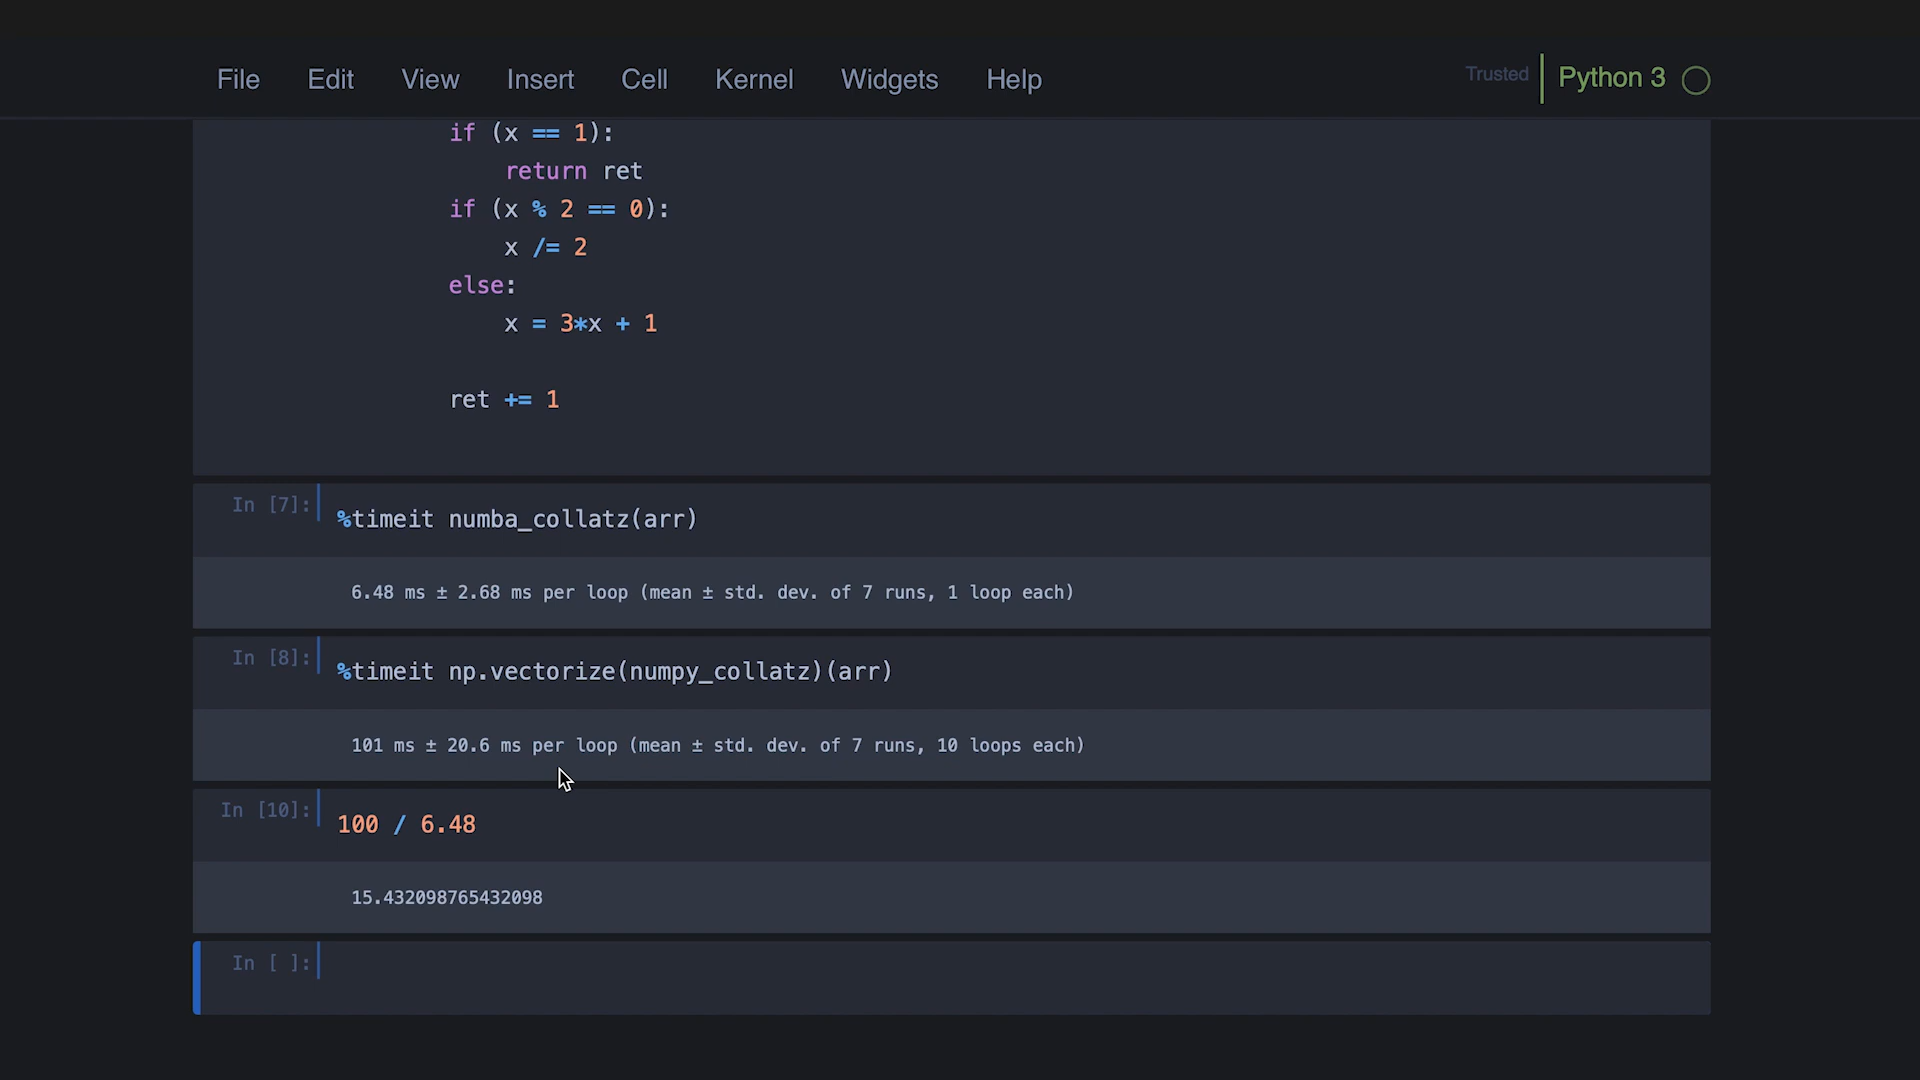 File Edit View Insert Cell Kernel Widgets Help Trusted Python 3
if (x == 1):
return ret
if (x % 2 == 0):
x /= 2
else:
x = 3*x + 1
ret += 1
In [7]: %timeit numba_collatz(arr)
6.48 ms ± 2.68 ms per loop (mean ± std. dev. of 7 runs, 1 loop each)
In [8]: %timeit np.vectorize(numpy_collatz)(arr)
101 ms ± 20.6 ms per loop (mean ± std. dev. of 7 runs, 10 loops each)
In [10]: 100 / 6.48
15.432098765432098
In [ ]: